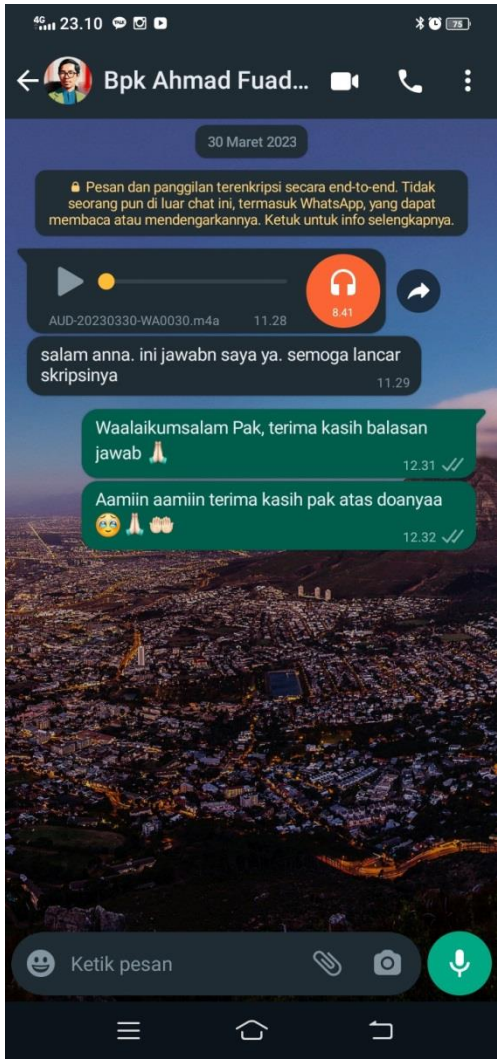 4G 23.10 75
Bpk Ahmad Fuad...
30 Maret 2023
Pesan dan panggilan terenkripsi secara end-to-end. Tidak
seorang pun di luar chat ini, termasuk WhatsApp, yang dapat
membaca atau mendengarkannya. Ketuk untuk info selengkapnya.
8.41
AUD-20230330-WA0030.m4a 11.28
salam anna. ini jawabn saya ya. semoga lancar
skripsinya
11.29
Waalaikumsalam Pak, terima kasih balasan
jawab 🙏🏻
12.31
Aamiin aamiin terima kasih pak atas doanyaa
🥹🙏🏻🤲🏻
12.32
Ketik pesan